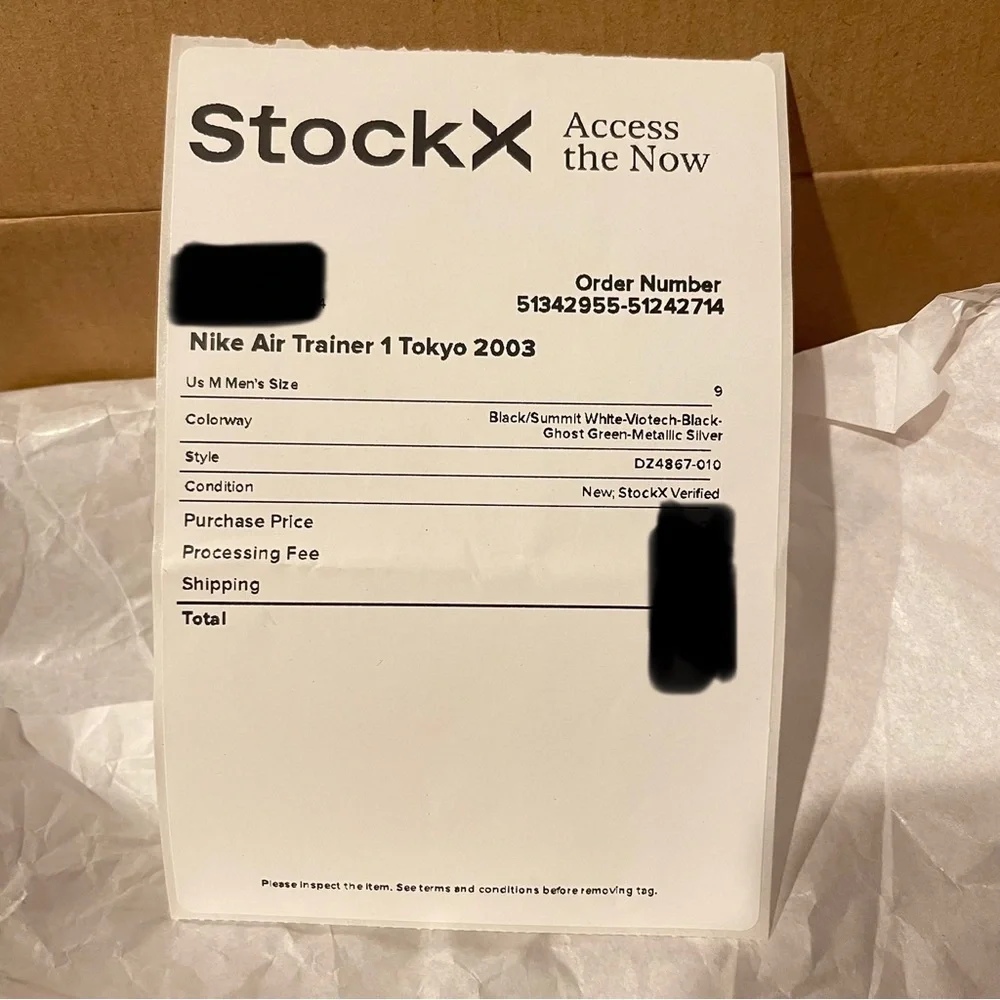 StockX Access
the Now
Order Number
51342955-51242714
Nike Air Trainer 1 Tokyo 2003
Us M Men's Size 9
Colorway Black/Summit White-Viotech-Black-
Ghost Green-Metallic Silver
Style DZ4867-010
Condition New; StockX Verified
Purchase Price
Processing Fee
Shipping
Total
Please inspect the item. See terms and conditions before removing tag.